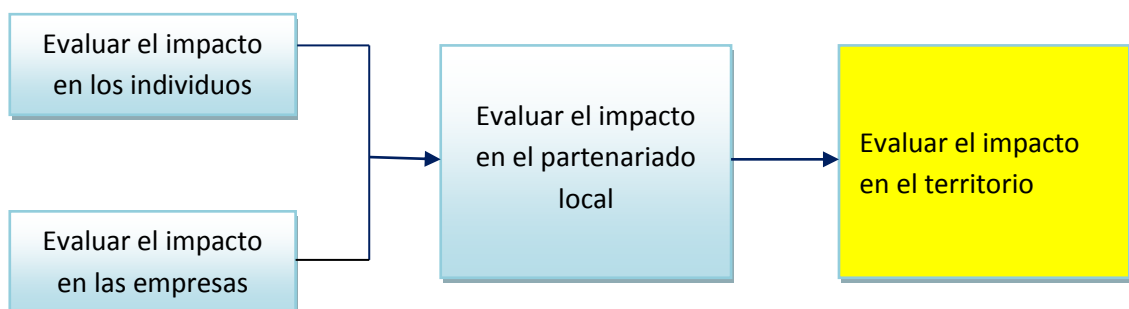 Evaluar el impacto
en los individuos
Evaluar el impacto
en las empresas
Evaluar el impacto
en el partenariado
local
Evaluar el impacto
en el territorio